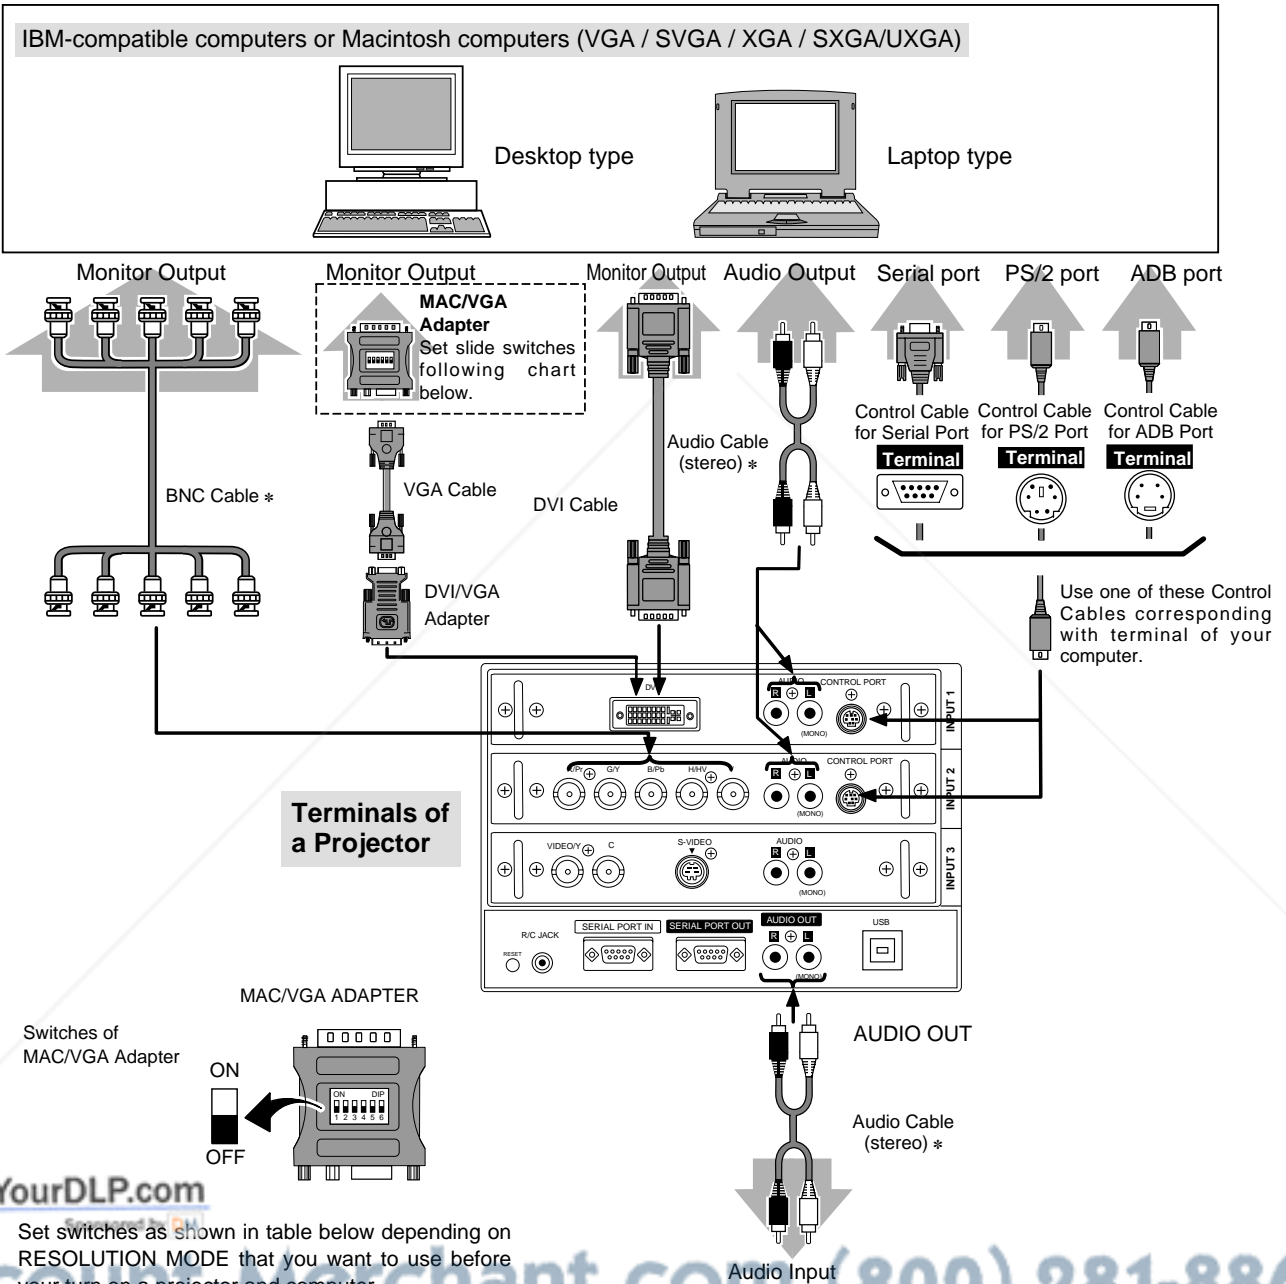 IBM-compatible computers or Macintosh computers (VGA / SVGA / XGA / SXGA/UXGA)
Desktop type
Laptop type
Monitor Output
Monitor Output
Monitor Output
Audio Output
Serial port
PS/2 port
ADB port
MAC/VGA
Adapter
Set slide switches
following chart
below.
Control Cable
for Serial Port
Control Cable
for PS/2 Port
Control Cable
for ADB Port
Terminal
Terminal
Terminal
Audio Cable
(stereo) *
BNC Cable *
VGA Cable
DVI Cable
DVI/VGA
Adapter
Use one of these Control
Cables corresponding
with terminal of your
computer.
AUDIO
CONTROL PORT
R
L
(MONO)
INPUT 1
G/Y
B/Pb
H/HV
CONTROL PORT
R
L
(MONO)
INPUT 2
Terminals of
a Projector
VIDEO/Y
C
S-VIDEO
AUDIO
R
L
(MONO)
INPUT 3
R/C JACK
RESET
SERIAL PORT IN
SERIAL PORT OUT
AUDIO OUT
R
L
(MONO)
USB
MAC/VGA ADAPTER
Switches of
MAC/VGA Adapter
ON
OFF
ON
DIP
1 2 3 4 5 6
AUDIO OUT
Audio Cable
(stereo) *
Audio Input
YourDLP.com
Sponsored by
Set switches as shown in table below depending on
RESOLUTION MODE that you want to use before
your turn on a projector and computer.